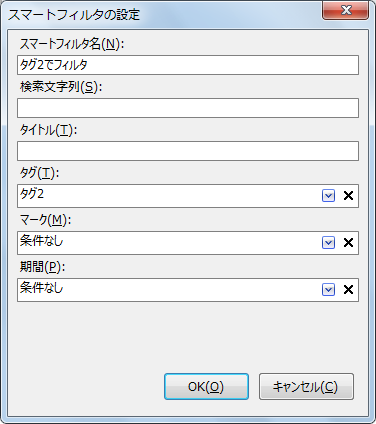 スマートフィルタの設定
スマートフィルタ名(N):
タグ2でフィルタ
検索文字列(S):
タイトル(T):
タグ(T):
タグ2
マーク(M):
条件なし
期間(P):
条件なし
OK(O) キャンセル(C)